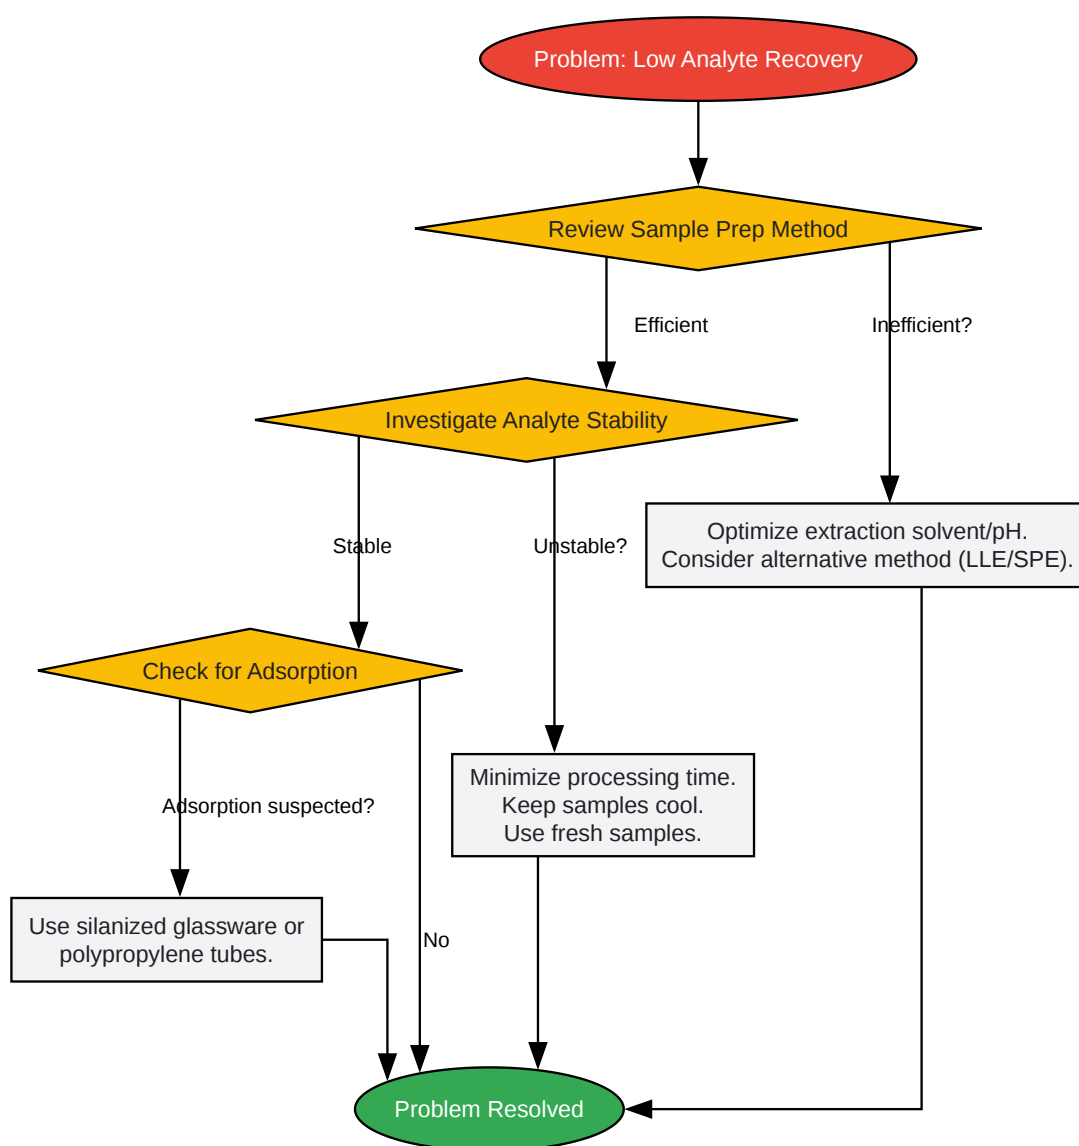 Problem: Low Analyte Recovery
Review Sample Prep Method
Efficient
Inefficient?
Investigate Analyte Stability
Optimize extraction solvent/pH.
Consider alternative method (LLE/SPE).
Stable
Unstable?
Check for Adsorption
Minimize processing time.
Keep samples cool.
Use fresh samples.
Adsorption suspected?
Use silanized glassware or
polypropylene tubes.
No
Problem Resolved